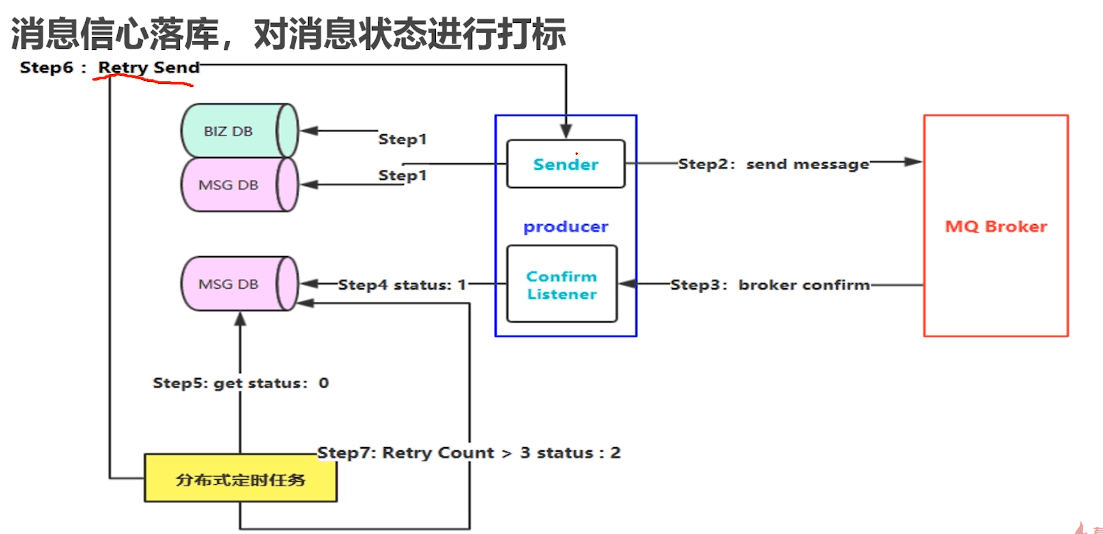 消息信心落库，对消息状态进行打标
Step6 : Retry Send
BIZ DB
Step1
MSG DB
Step1
Sender
Step2: send message
producer
MQ Broker
MSG DB
Step4 status: 1
Confirm
Listener
Step3: broker confirm
Step5: get status: 0
Step7: Retry Count > 3 status : 2
分布式定时任务